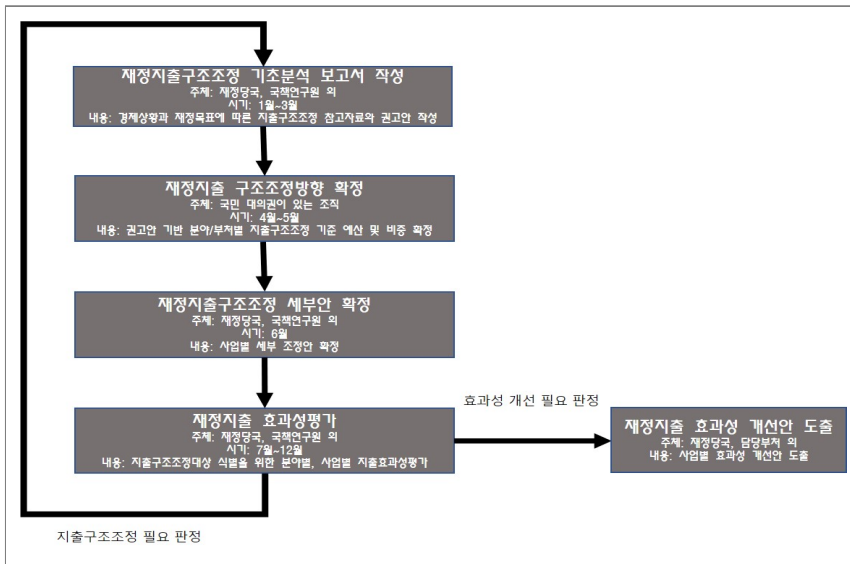 재정지출구조조정 기초분석 보고서 작성
주체: 재정당국, 국책연구원 외
시기: 1월~3월
내용: 경제상황과 재정목표에 따른 지출구조조정 참고자료와 권고안 작성
재정지출 구조조정방향 확정
주체: 국민 대의권이 있는 조직
시기: 4월~5월
내용: 권고안 기반 분야/부처별 지출구조조정 기준 예산 및 비중 확정
재정지출구조조정 세부안 확정
주체: 재정당국, 국책연구원 외
시기: 6월
내용: 사업별 세부 조정안 확정
재정지출 효과성평가
주체: 재정당국, 국책연구원 외
시기: 7월~12월
내용: 지출구조조정대상 식별을 위한 분야별, 사업별 지출효과성평가
효과성 개선 필요 판정
재정지출 효과성 개선안 도출
주체: 재정당국, 담당부처 외
내용: 사업별 효과성 개선안 도출
지출구조조정 필요 판정